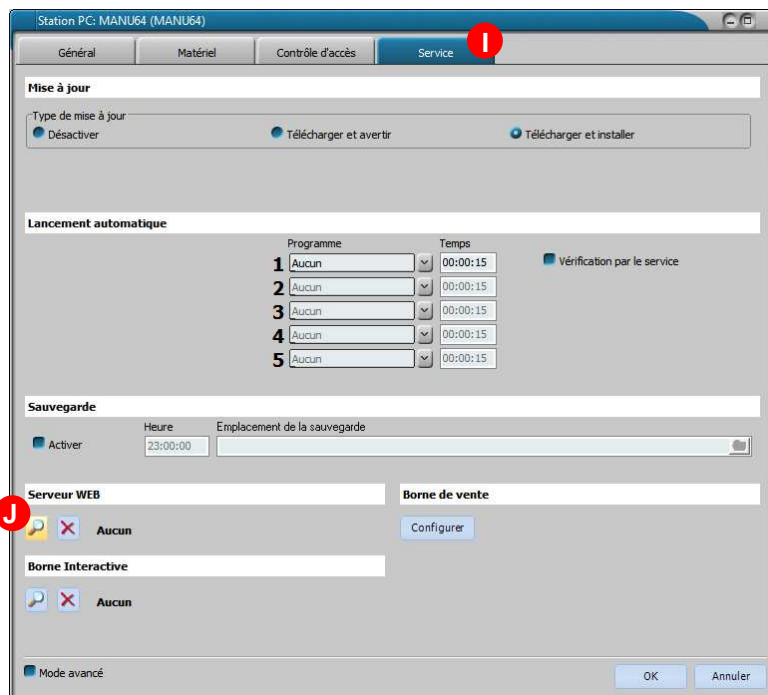 Station PC: MANU64 (MANU64)
Général Matériel Contrôle d'accès Service I
Mise à jour
Type de mise à jour
Désactiver Télécharger et avertir Télécharger et installer
Lancement automatique
Programme Temps
1 Aucun 00:00:15 Vérification par le service
2 Aucun 00:00:15
3 Aucun 00:00:15
4 Aucun 00:00:15
5 Aucun 00:00:15
Sauvegarde
Heure Emplacement de la sauvegarde
Activer 23:00:00
Serveur WEB Borne de vente
J Aucun Configurer
Borne Interactive
Aucun
Mode avancé OK Annuler